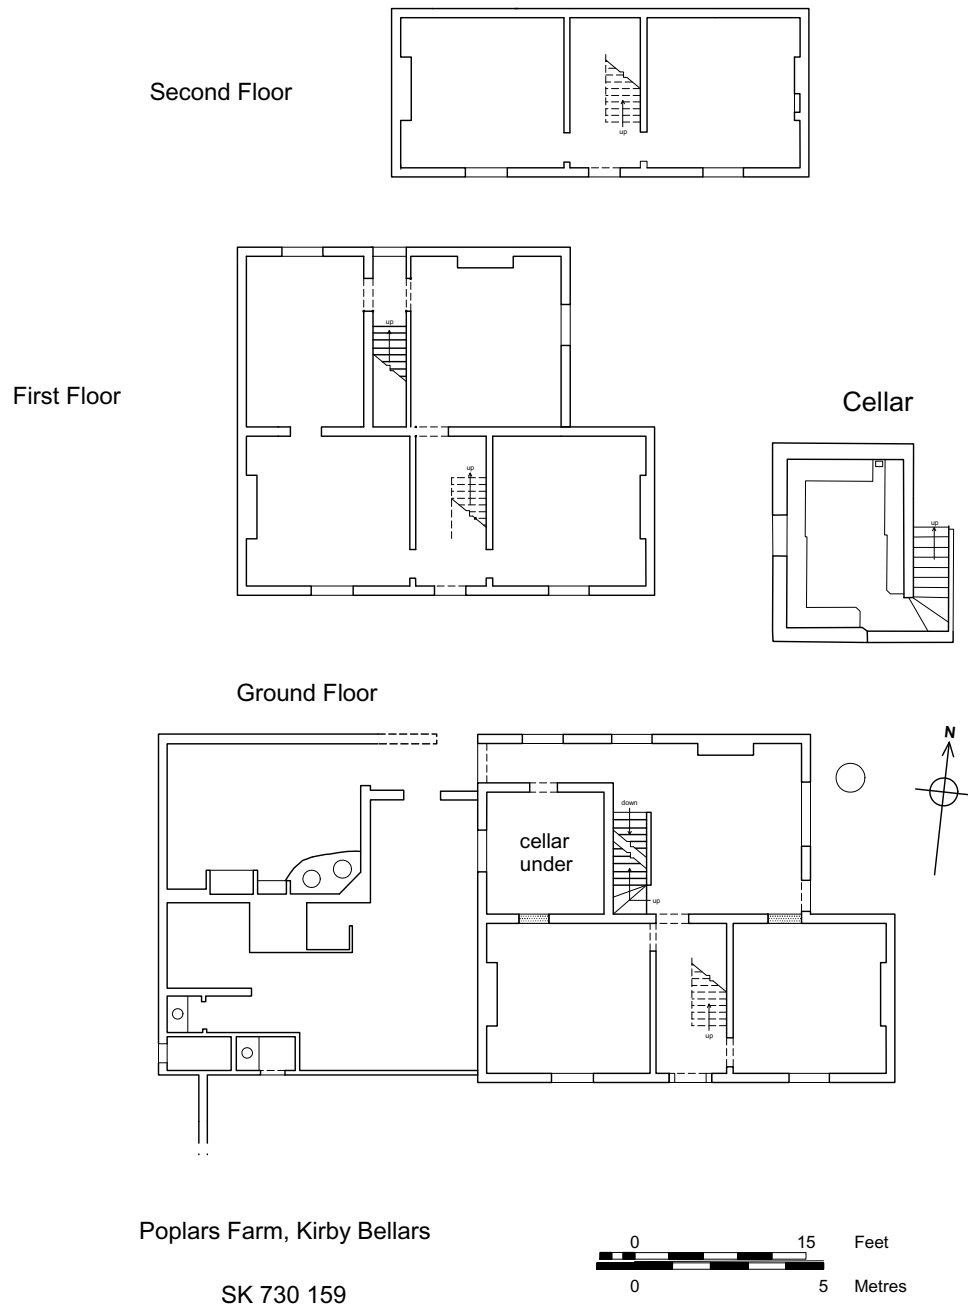 Second Floor
up
First Floor
up
up
Cellar
up
Ground Floor
N
down
cellar
under
up
up
Poplars Farm, Kirby Bellars
0 15 Feet
0 5 Metres
SK 730 159